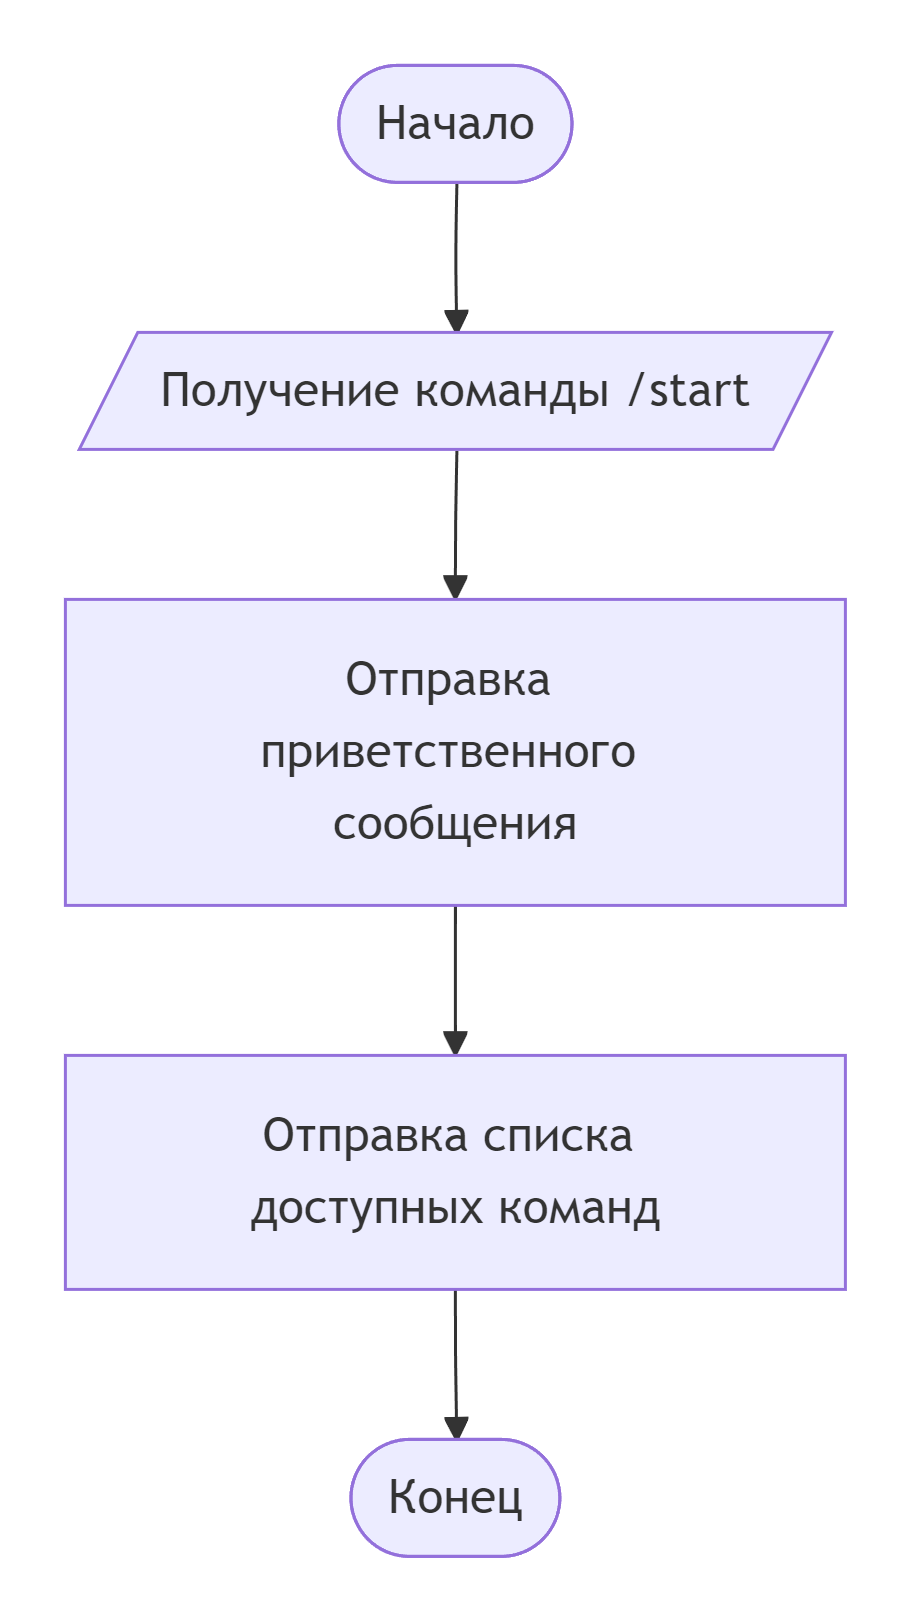 Начало
Получение команды /start
Отправка
приветственного
сообщения
Отправка списка
доступных команд
Конец